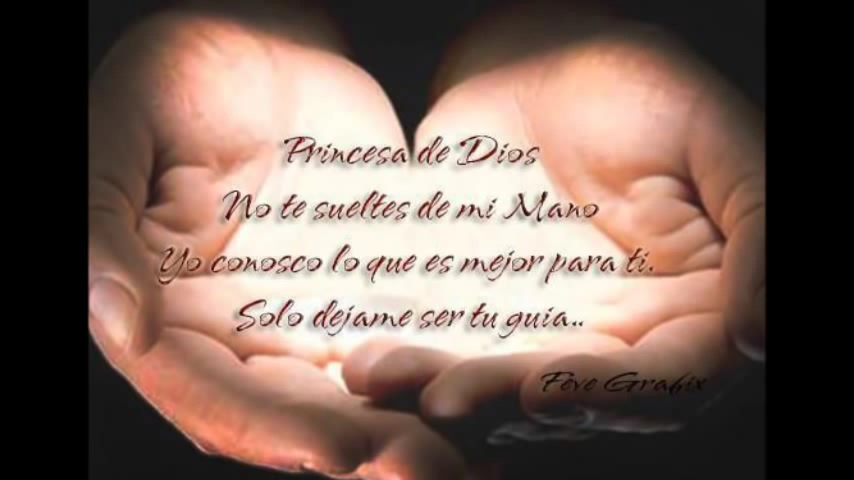 Princesa de Dios
No te sueltes de mi Mano
Yo conosco lo que es mejor para ti.
Solo dejame ser tu guia..
Feve Grafix